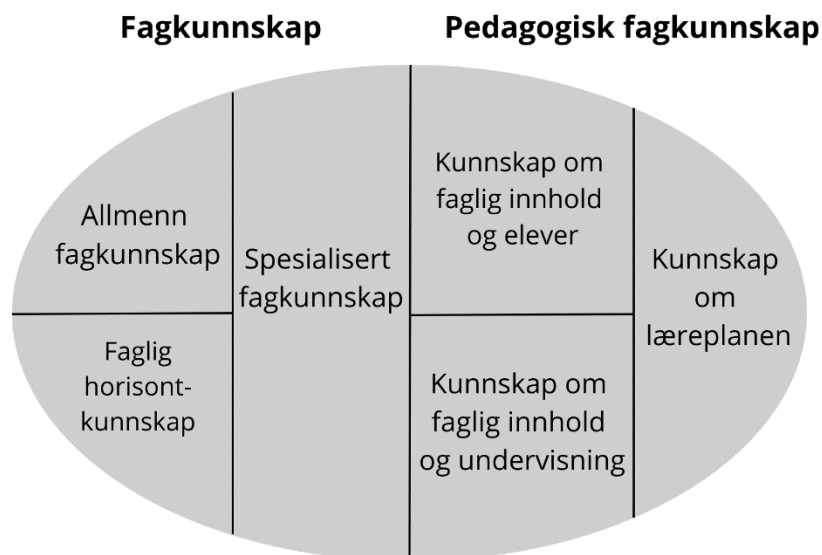 Fagkunnskap
Pedagogisk fagkunnskap
Allmenn
fagkunnskap
Faglig
horisont-
kunnskap
Spesialisert
fagkunnskap
Kunnskap om
faglig innhold
og elever
Kunnskap om
faglig innhold
og undervisning
Kunnskap
om
læreplanen